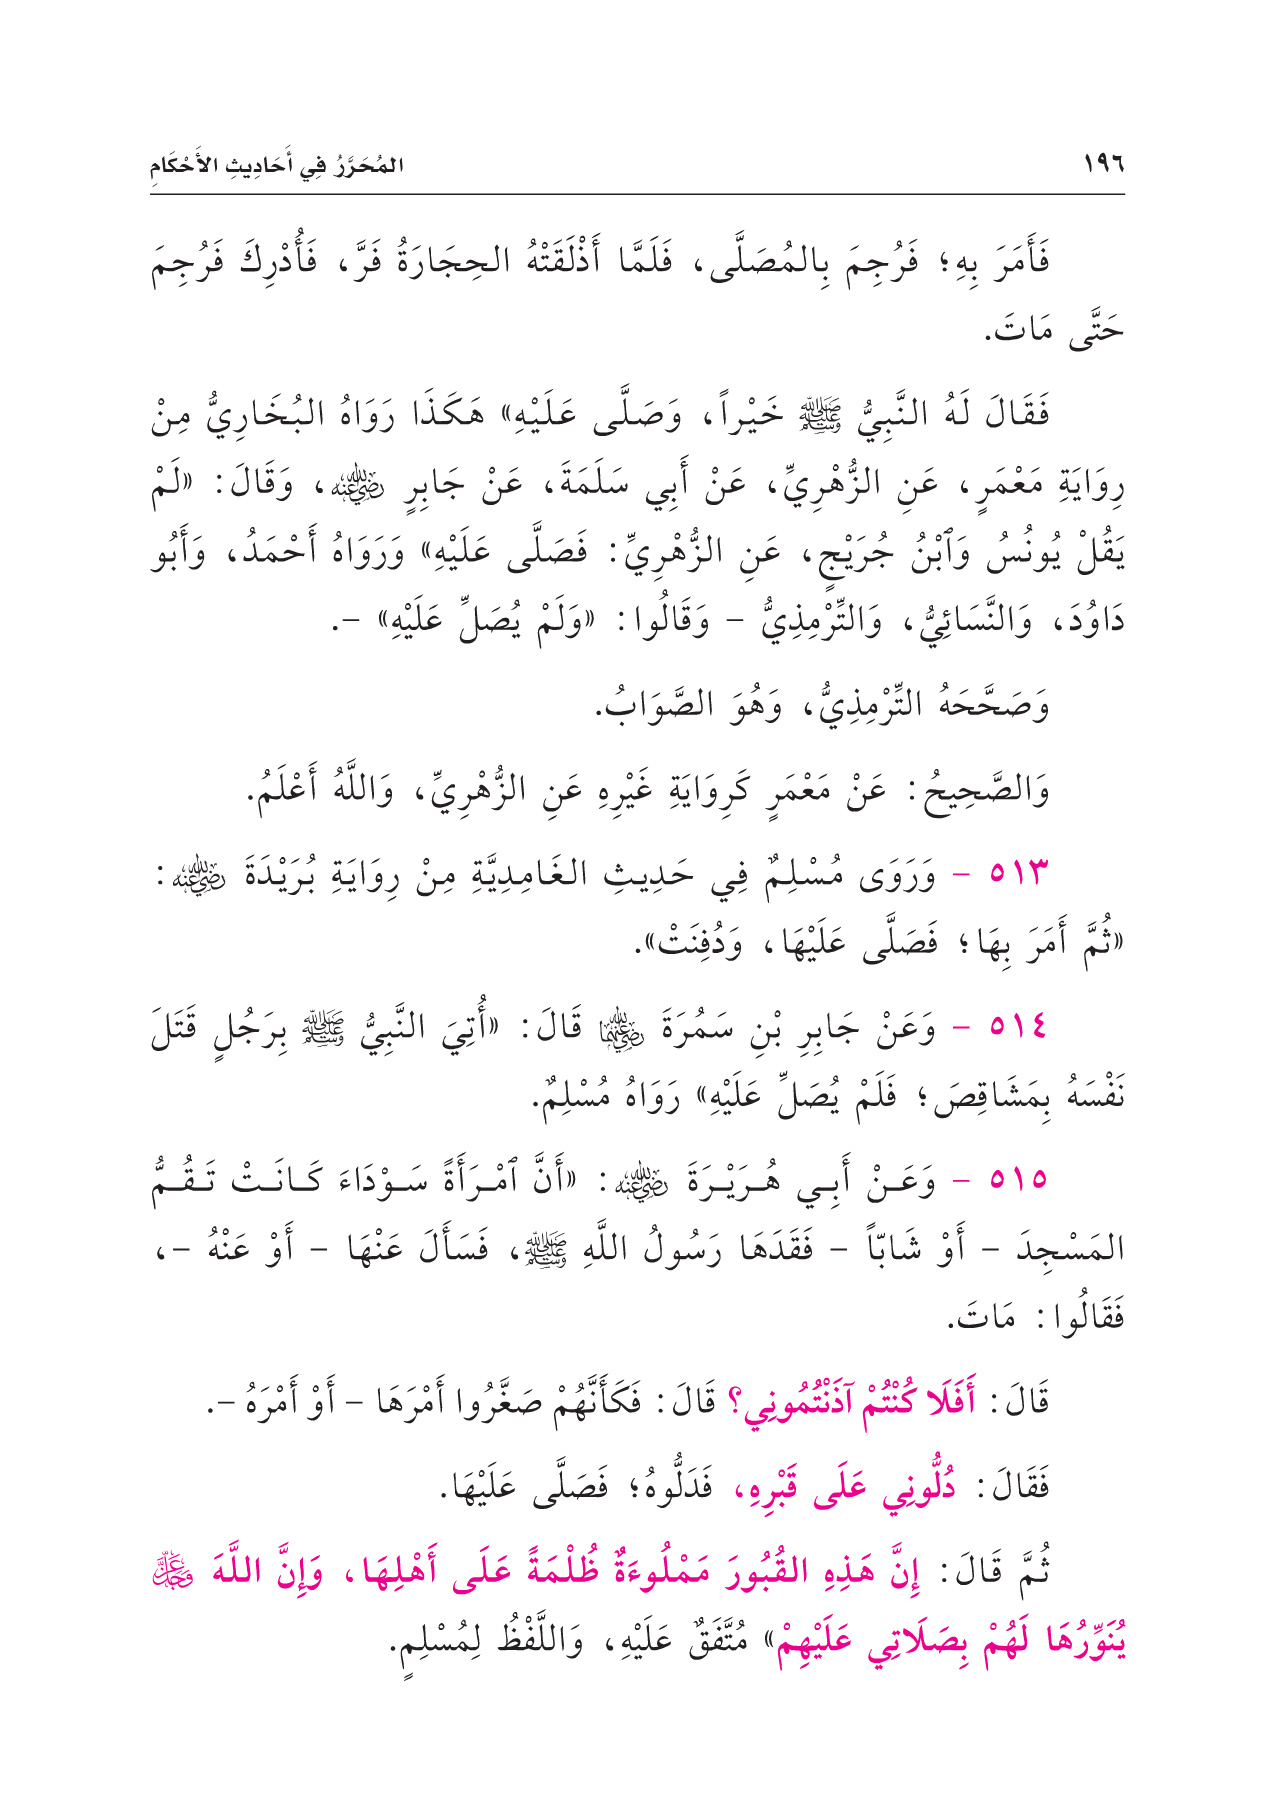 ١٩٦ المُحَرَّرُ فِي أَحَادِيثِ الأَحْكَامِ
فَأَمَرَ بِهِ؛ فَرُجِمَ بِالمُصَلَّى، فَلَمَّا أَذْلَقَتْهُ الحِجَارَةُ فَرَّ، فَأُدْرِكَ فَرُجِمَ
حَتَّى مَاتَ.
فَقَالَ لَهُ النَّبِيُّ ﷺ خَيْراً، وَصَلَّى عَلَيْهِ» هَكَذَا رَوَاهُ البُخَارِيُّ مِنْ
رِوَايَةِ مَعْمَرٍ، عَنِ الزُّهْرِيِّ، عَنْ أَبِي سَلَمَةَ، عَنْ جَابِرٍ رضي الله عنه، وَقَالَ: «لَمْ
يَقُلْ يُونُسُ وَٱبْنُ جُرَيْجٍ، عَنِ الزُّهْرِيِّ: فَصَلَّى عَلَيْهِ» وَرَوَاهُ أَحْمَدُ، وَأَبُو
دَاوُدَ، وَالنَّسَائِيُّ، وَالتِّرْمِذِيُّ - وَقَالُوا: «وَلَمْ يُصَلِّ عَلَيْهِ» -.
وَصَحَّحَهُ التِّرْمِذِيُّ، وَهُوَ الصَّوَابُ.
وَالصَّحِيحُ: عَنْ مَعْمَرٍ كَرِوَايَةِ غَيْرِهِ عَنِ الزُّهْرِيِّ، وَاللَّهُ أَعْلَمُ.
٥١٣ - وَرَوَى مُسْلِمٌ فِي حَدِيثِ الغَامِدِيَّةِ مِنْ رِوَايَةِ بُرَيْدَةَ رضي الله عنه:
«ثُمَّ أَمَرَ بِهَا؛ فَصَلَّى عَلَيْهَا، وَدُفِنَتْ».
٥١٤ - وَعَنْ جَابِرِ بْنِ سَمُرَةَ رضي الله عنهما قَالَ: «أُتِيَ النَّبِيُّ ﷺ بِرَجُلٍ قَتَلَ
نَفْسَهُ بِمَشَاقِصَ؛ فَلَمْ يُصَلِّ عَلَيْهِ» رَوَاهُ مُسْلِمٌ.
٥١٥ - وَعَنْ أَبِي هُرَيْرَةَ رضي الله عنه: «أَنَّ ٱمْرَأَةً سَوْدَاءَ كَانَتْ تَقُمُّ
المَسْجِدَ - أَوْ شَابّاً - فَفَقَدَهَا رَسُولُ اللَّهِ ﷺ، فَسَأَلَ عَنْهَا - أَوْ عَنْهُ -،
فَقَالُوا: مَاتَ.
قَالَ: أَفَلَا كُنْتُمْ آذَنْتُمُونِي؟ قَالَ: فَكَأَنَّهُمْ صَغَّرُوا أَمْرَهَا - أَوْ أَمْرَهُ -.
فَقَالَ: دُلُّونِي عَلَى قَبْرِهِ، فَدَلُّوهُ؛ فَصَلَّى عَلَيْهَا.
ثُمَّ قَالَ: إِنَّ هَذِهِ القُبُورَ مَمْلُوءَةٌ ظُلْمَةً عَلَى أَهْلِهَا، وَإِنَّ اللَّهَ عز وجل
يُنَوِّرُهَا لَهُمْ بِصَلَاتِي عَلَيْهِمْ» مُتَّفَقٌ عَلَيْهِ، وَاللَّفْظُ لِمُسْلِمٍ.